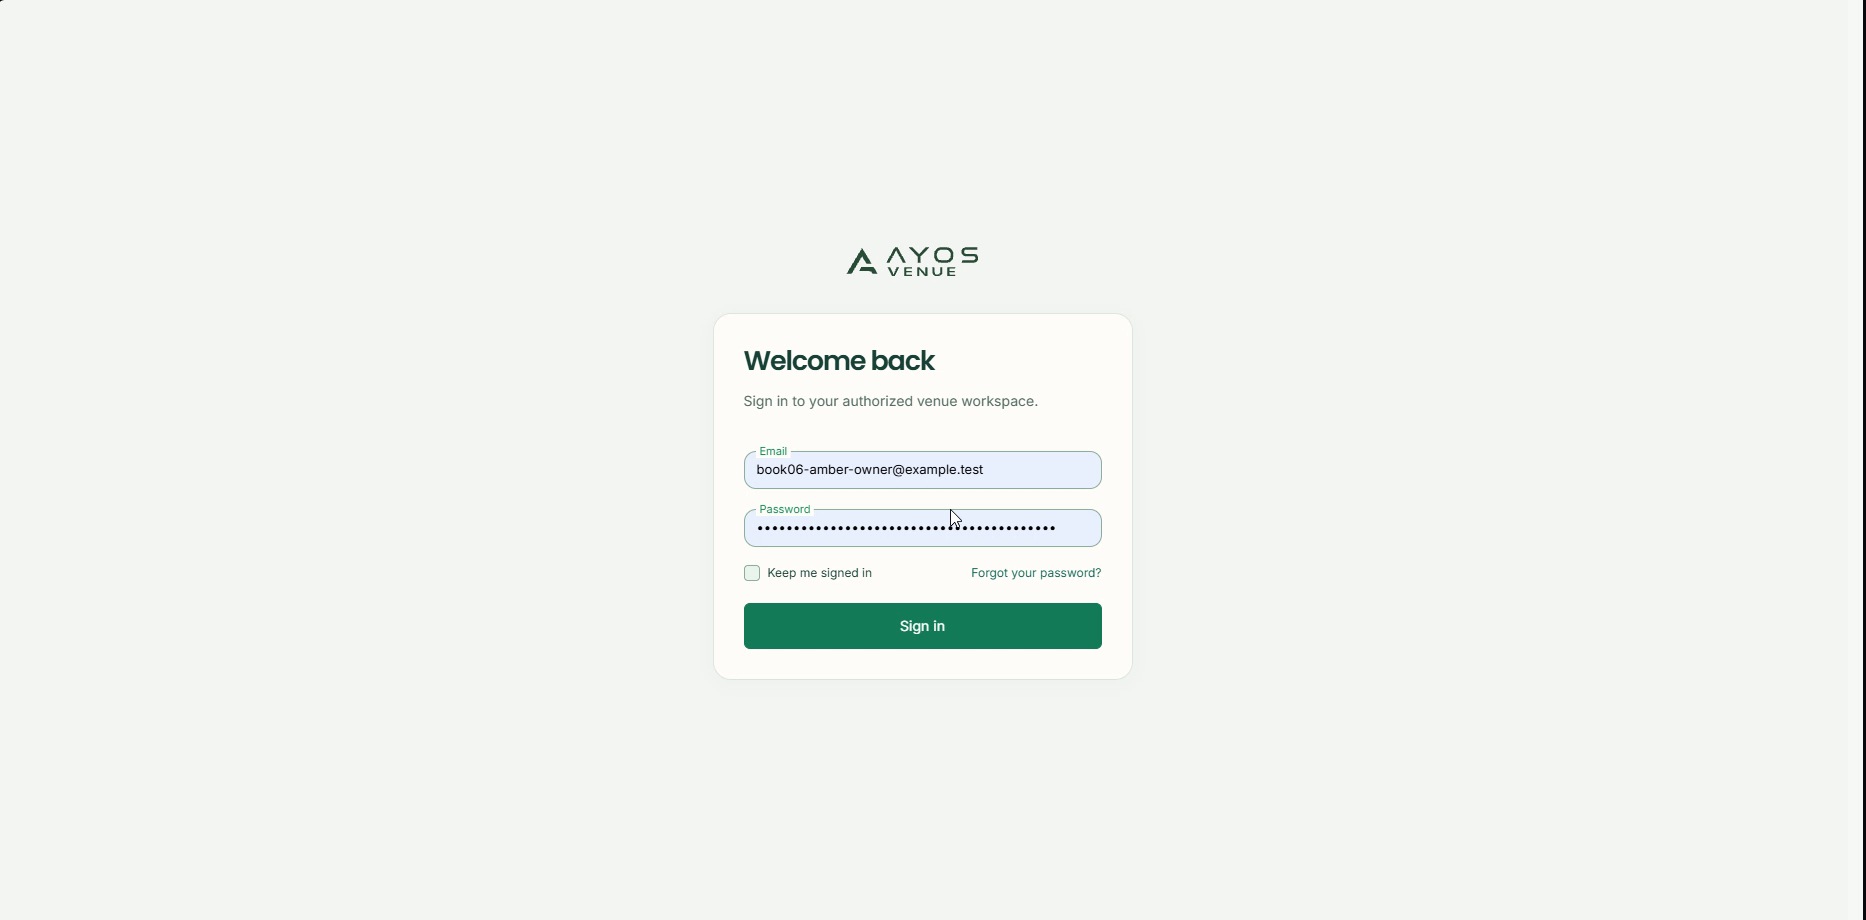 AYOS
VENUE
Welcome back
Sign in to your authorized venue workspace.
Email
book06-amber-owner@example.test
Password
•••••••••••••••••••••••••••••••••••••••••
Keep me signed in
Forgot your password?
Sign in